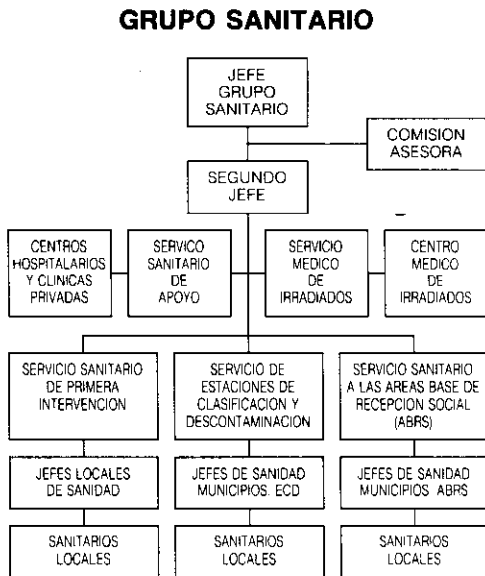 GRUPO SANITARIO
JEFE
GRUPO
SANITARIO
COMISION
ASESORA
SEGUNDO
JEFE
CENTROS
HOSPITALARIOS
Y CLINICAS
PRIVADAS
SERVICO
SANITARIO
DE
APOYO
SERVICIO
MEDICO
DE
IRRADIADOS
CENTRO
MEDICO
DE
IRRADIADOS
SERVICIO SANITARIO
DE PRIMERA
INTERVENCION
SERVICIO DE
ESTACIONES DE
CLASIFICACION Y
DESCONTAMINACION
SERVICIO SANITARIO
A LAS AREAS BASE DE
RECEPCION SOCIAL
(ABRS)
JEFES LOCALES
DE SANIDAD
JEFES DE SANIDAD
MUNICIPIOS. ECD
JEFES DE SANIDAD
MUNICIPIOS ABRS
SANITARIOS
LOCALES
SANITARIOS
LOCALES
SANITARIOS
LOCALES